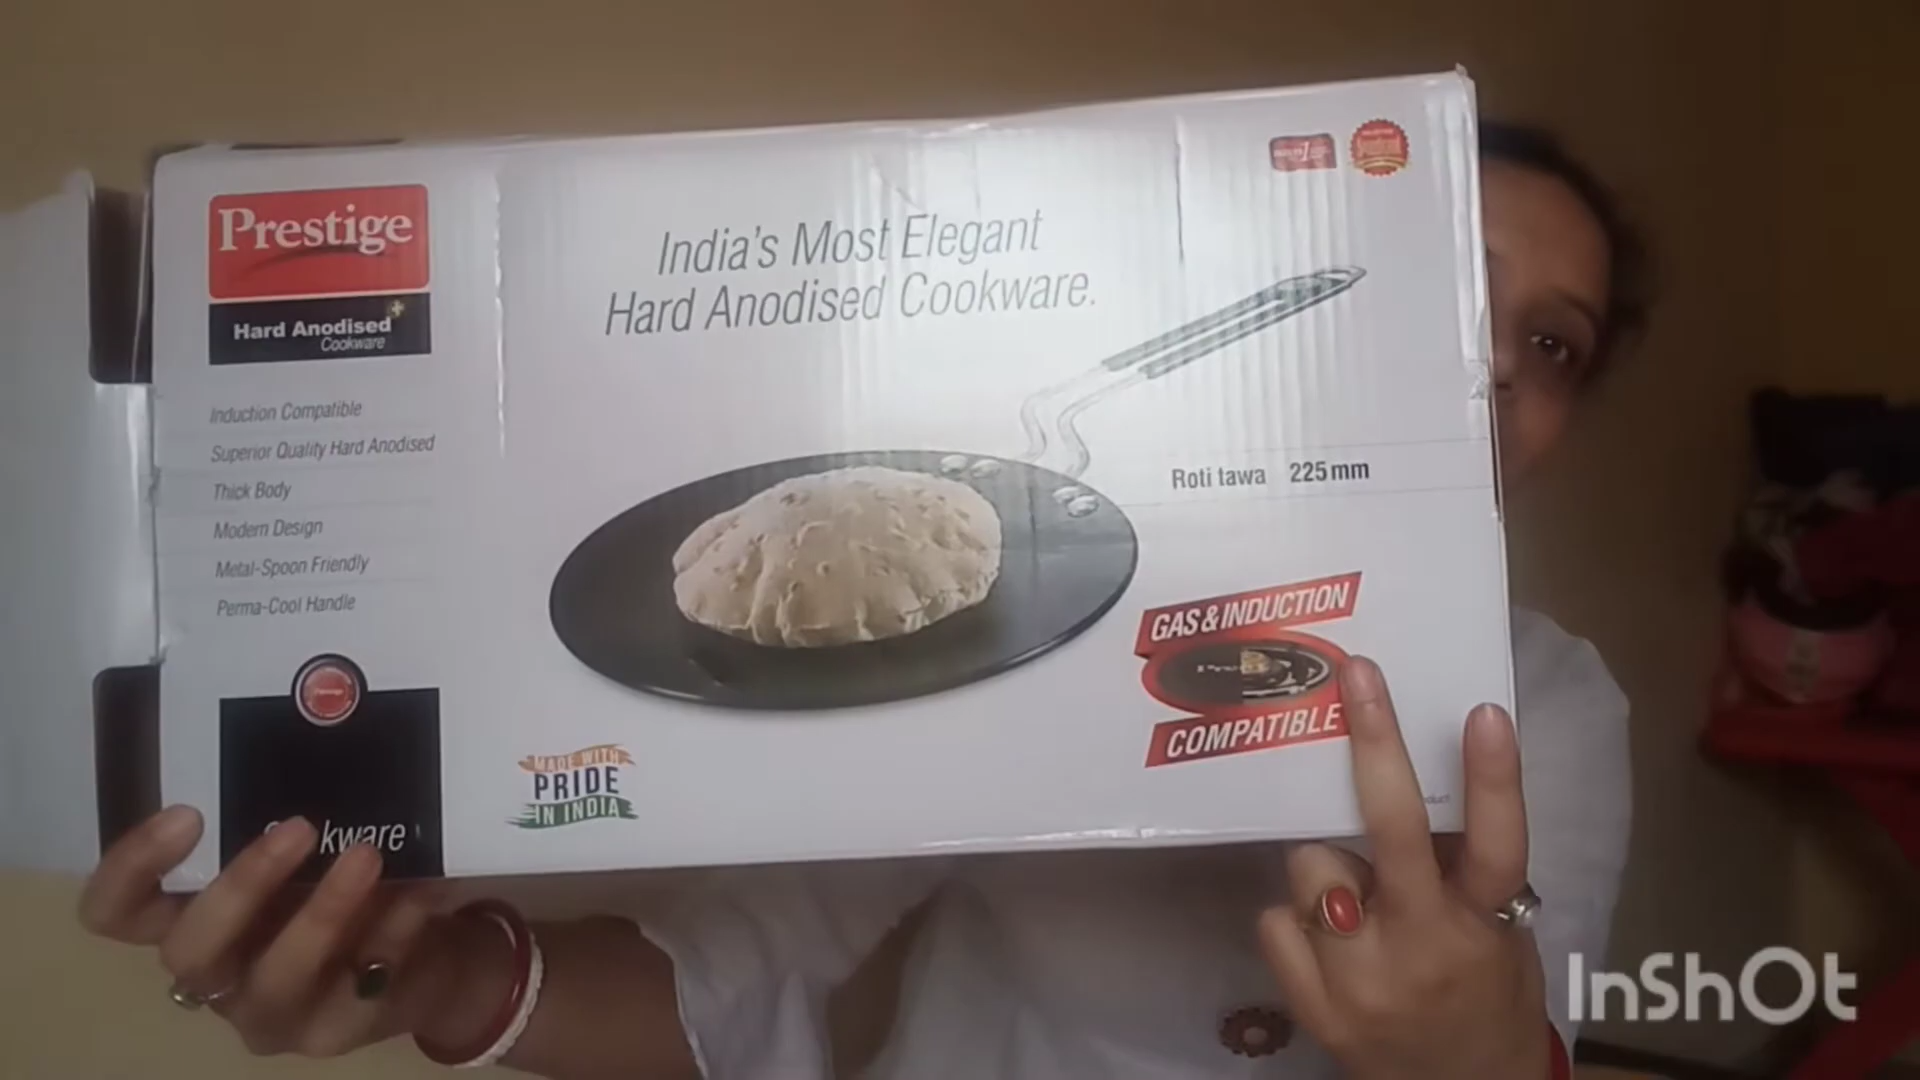 Prestige
Hard Anodised+
Cookware
Induction Compatible
Superior Quality Hard Anodised
Thick Body
Modern Design
Metal-Spoon Friendly
Perma-Cool Handle
kware
India's Most Elegant
Hard Anodised Cookware.
Roti tawa 225mm
GAS & INDUCTION
COMPATIBLE
MADE WITH
PRIDE
IN INDIA
InShOt